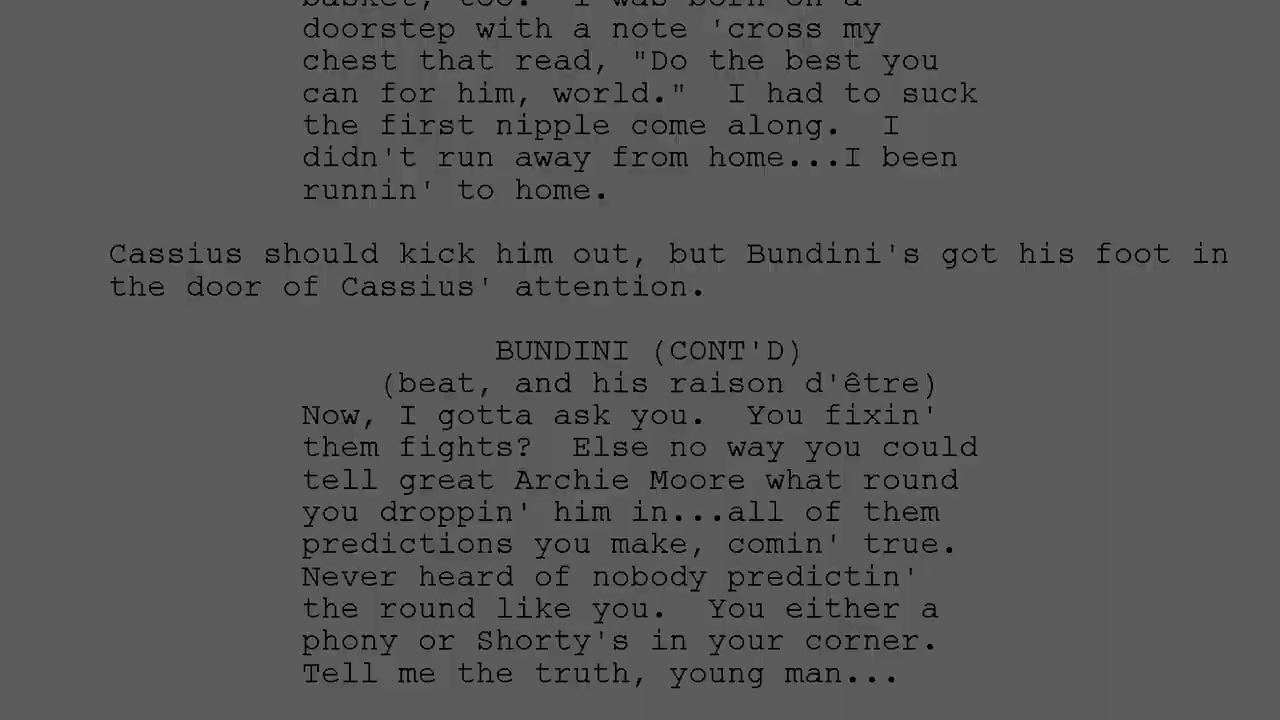 basket, too. I was born on a
doorstep with a note 'cross my
chest that read, "Do the best you
can for him, world." I had to suck
the first nipple come along. I
didn't run away from home...I been
runnin' to home.
Cassius should kick him out, but Bundini's got his foot in
the door of Cassius' attention.
BUNDINI (CONT'D)
(beat, and his raison d'être)
Now, I gotta ask you. You fixin'
them fights? Else no way you could
tell great Archie Moore what round
you droppin' him in...all of them
predictions you make, comin' true.
Never heard of nobody predictin'
the round like you. You either a
phony or Shorty's in your corner.
Tell me the truth, young man...